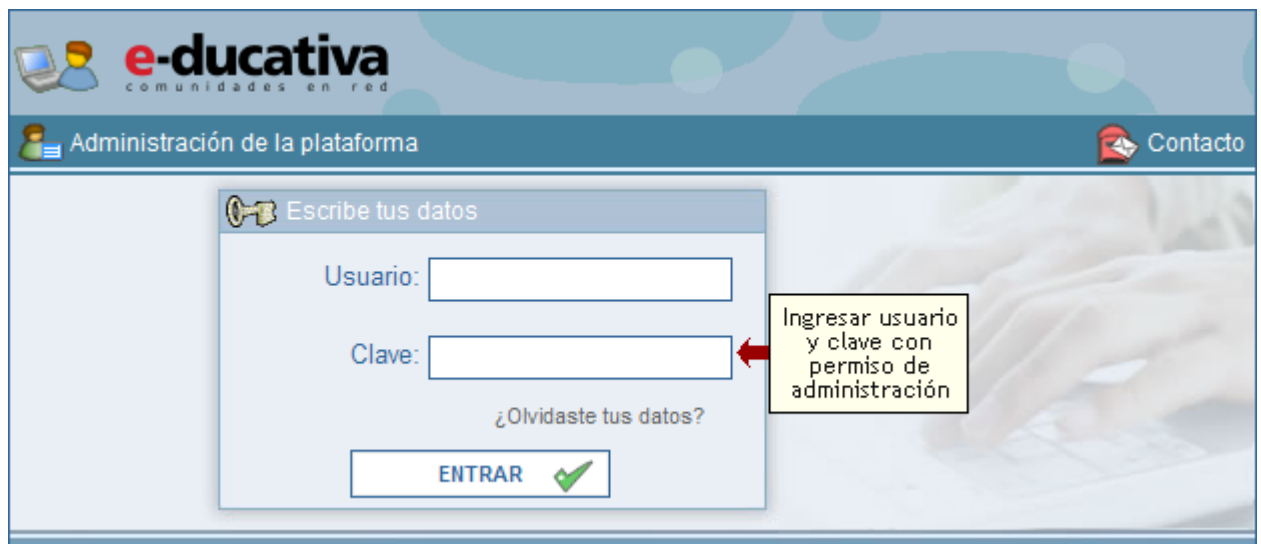 e-ducativa
comunidades en red
Administración de la plataforma
Contacto
Escribe tus datos
Usuario:
Clave:
Ingresar usuario
y clave con
permiso de
administración
¿Olvidaste tus datos?
ENTRAR